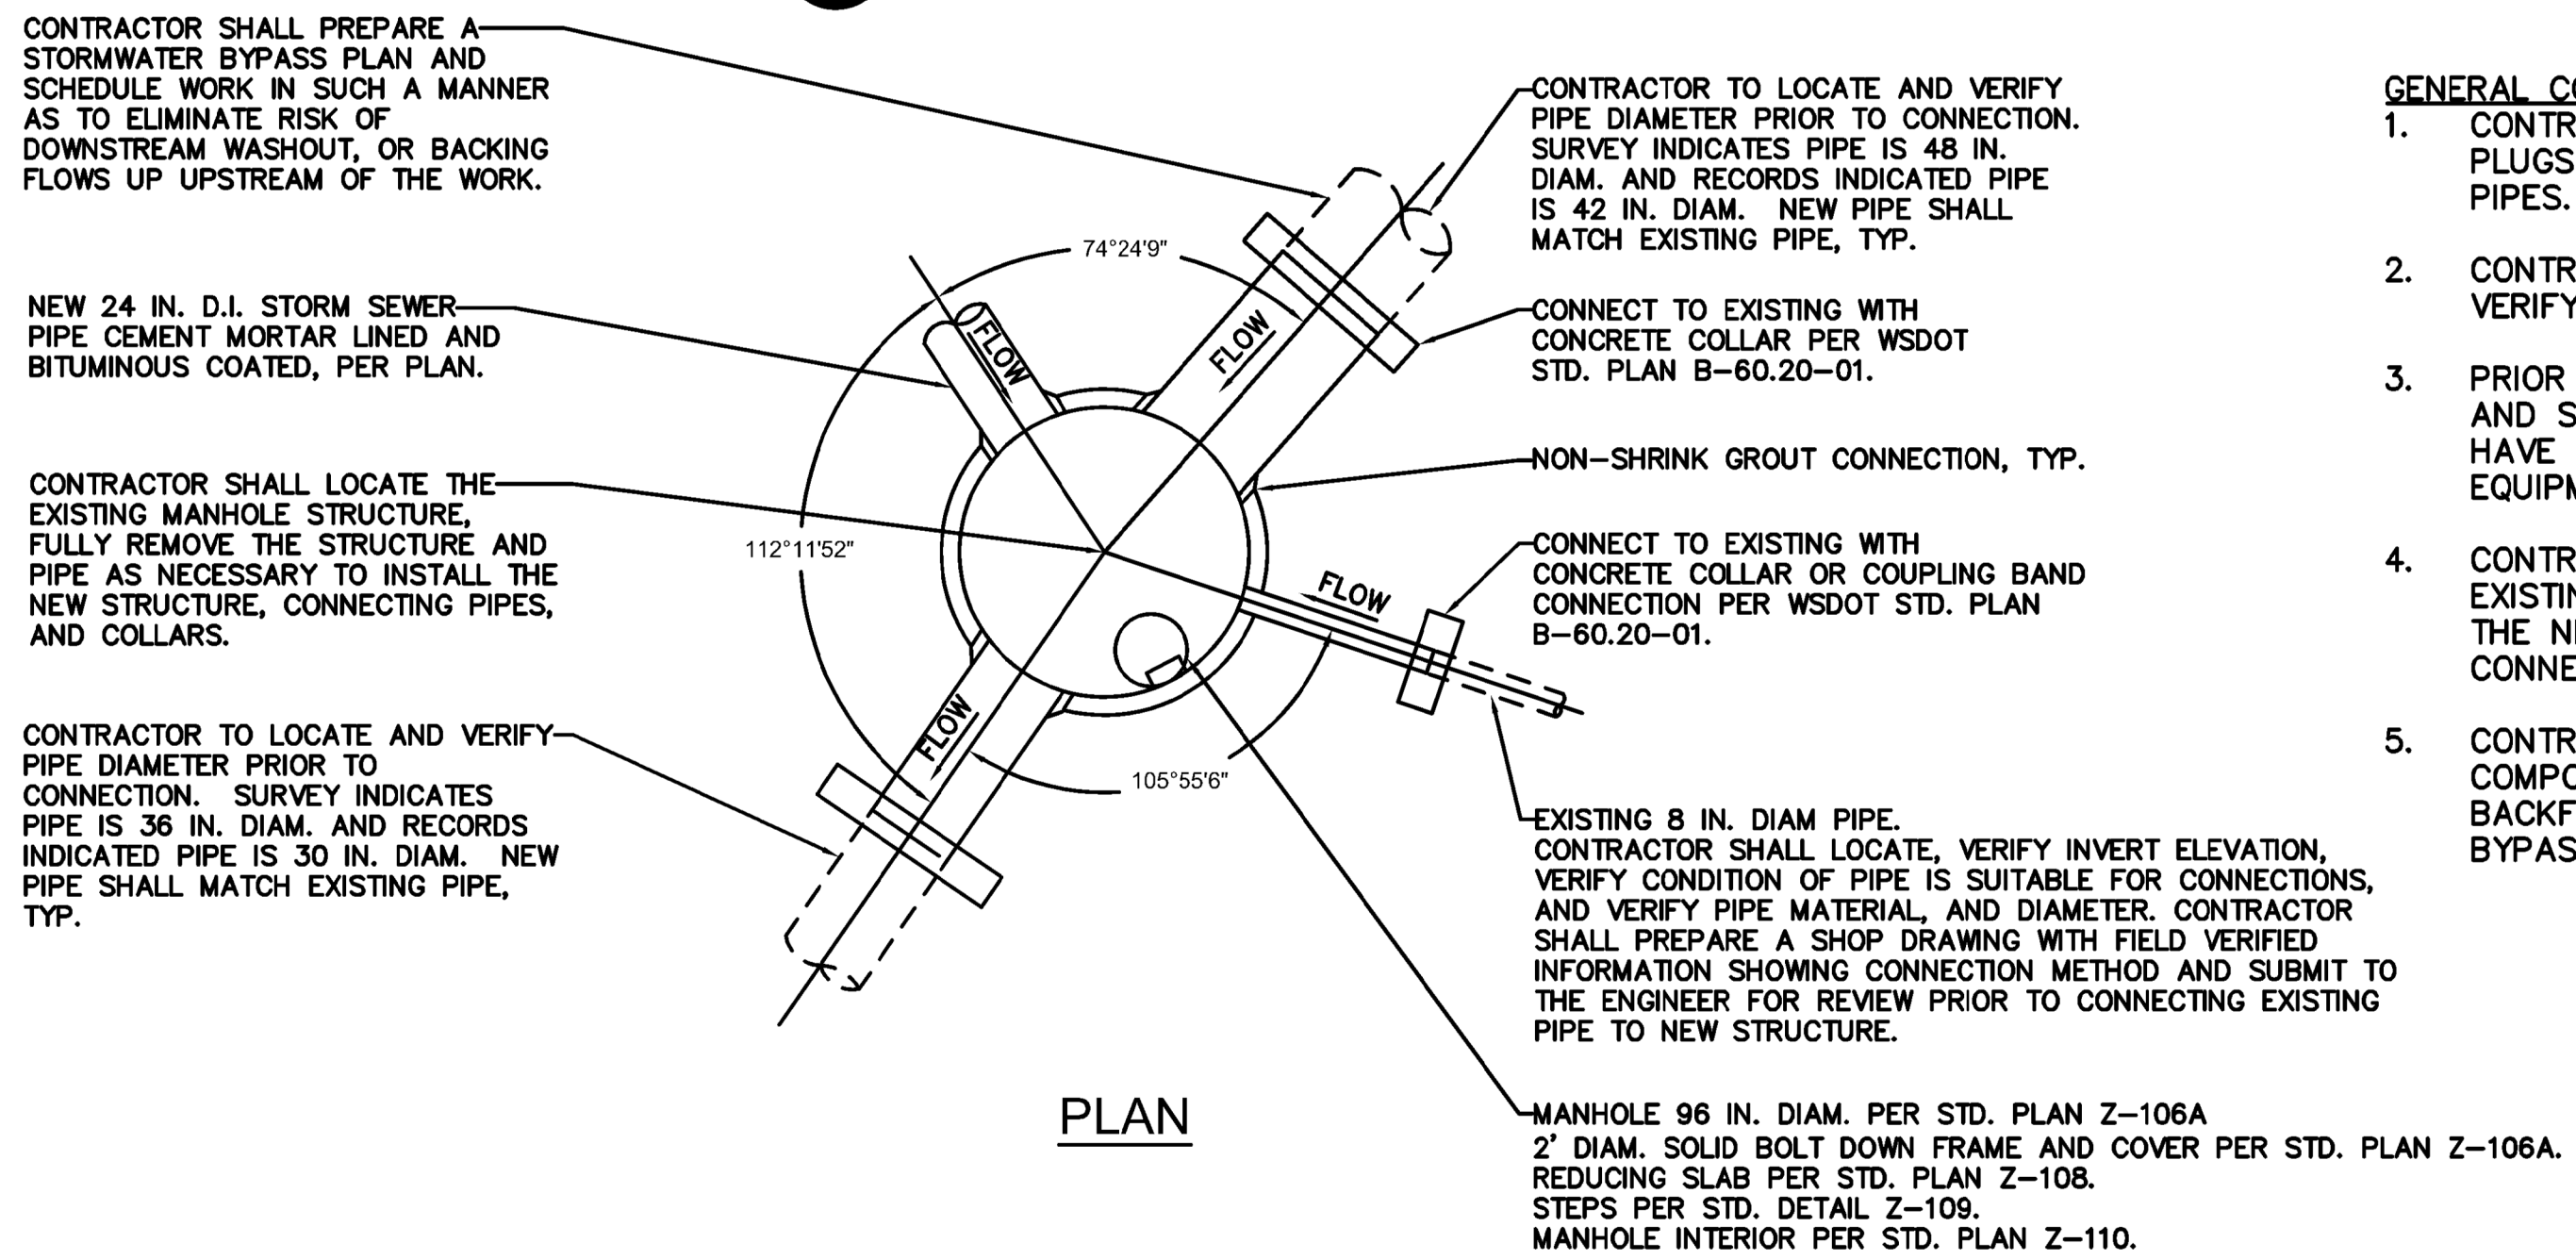 CONTRACTOR SHALL PREPARE A
STORMWATER BYPASS PLAN AND
SCHEDULE WORK IN SUCH A MANNER
AS TO ELIMINATE RISK OF
DOWNSTREAM WASHOUT, OR BACKING
FLOWS UP UPSTREAM OF THE WORK.
NEW 24 IN. D.I. STORM SEWER
PIPE CEMENT MORTAR LINED AND
BITUMINOUS COATED, PER PLAN.
CONTRACTOR SHALL LOCATE THE
EXISTING MANHOLE STRUCTURE,
FULLY REMOVE THE STRUCTURE AND
PIPE AS NECESSARY TO INSTALL THE
NEW STRUCTURE, CONNECTING PIPES,
AND COLLARS.
CONTRACTOR TO LOCATE AND VERIFY
PIPE DIAMETER PRIOR TO
CONNECTION. SURVEY INDICATES
PIPE IS 36 IN. DIAM. AND RECORDS
INDICATED PIPE IS 30 IN. DIAM. NEW
PIPE SHALL MATCH EXISTING PIPE,
TYP.
74°24'9"
FLOW
FLOW
112°11'52"
FLOW
FLOW
105°55'6"
PLAN
CONTRACTOR TO LOCATE AND VERIFY
PIPE DIAMETER PRIOR TO CONNECTION.
SURVEY INDICATES PIPE IS 48 IN.
DIAM. AND RECORDS INDICATED PIPE
IS 42 IN. DIAM. NEW PIPE SHALL
MATCH EXISTING PIPE, TYP.
CONNECT TO EXISTING WITH
CONCRETE COLLAR PER WSDOT
STD. PLAN B-60.20-01.
NON-SHRINK GROUT CONNECTION, TYP.
CONNECT TO EXISTING WITH
CONCRETE COLLAR OR COUPLING BAND
CONNECTION PER WSDOT STD. PLAN
B-60.20-01.
EXISTING 8 IN. DIAM PIPE.
CONTRACTOR SHALL LOCATE, VERIFY INVERT ELEVATION,
VERIFY CONDITION OF PIPE IS SUITABLE FOR CONNECTIONS,
AND VERIFY PIPE MATERIAL, AND DIAMETER. CONTRACTOR
SHALL PREPARE A SHOP DRAWING WITH FIELD VERIFIED
INFORMATION SHOWING CONNECTION METHOD AND SUBMIT TO
THE ENGINEER FOR REVIEW PRIOR TO CONNECTING EXISTING
PIPE TO NEW STRUCTURE.
MANHOLE 96 IN. DIAM. PER STD. PLAN Z-106A
2' DIAM. SOLID BOLT DOWN FRAME AND COVER PER STD. PLAN Z-106A.
REDUCING SLAB PER STD. PLAN Z-108.
STEPS PER STD. DETAIL Z-109.
MANHOLE INTERIOR PER STD. PLAN Z-110.
GENERAL
1.
PLUGS
PIPES.
2.
VERIFY
3. PRIOR
AND
HAVE
4.
THE
5.